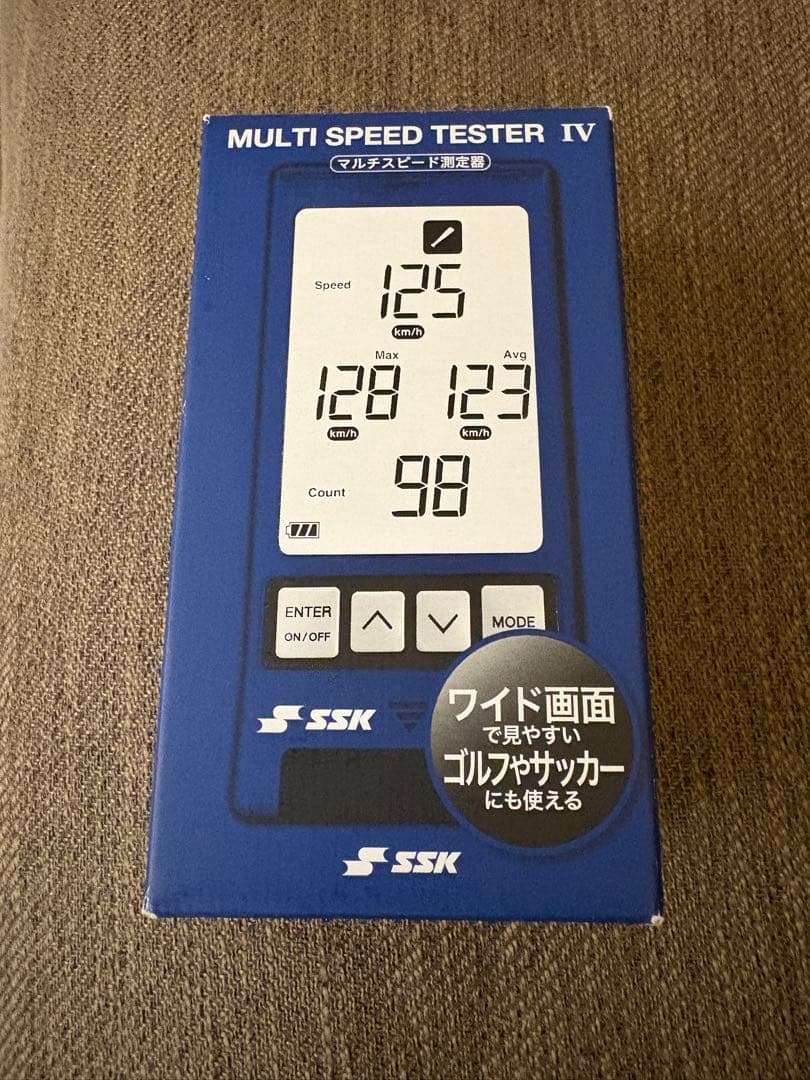 MULTI SPEED TESTER IV
マルチスピード測定器
Speed 125
km/h
Max Avg
128 123
km/h km/h
Count 98
ENTER
ON/OFF
MODE
SSK
ワイド画面
で見やすい
ゴルフやサッカー
にも使える
SSK